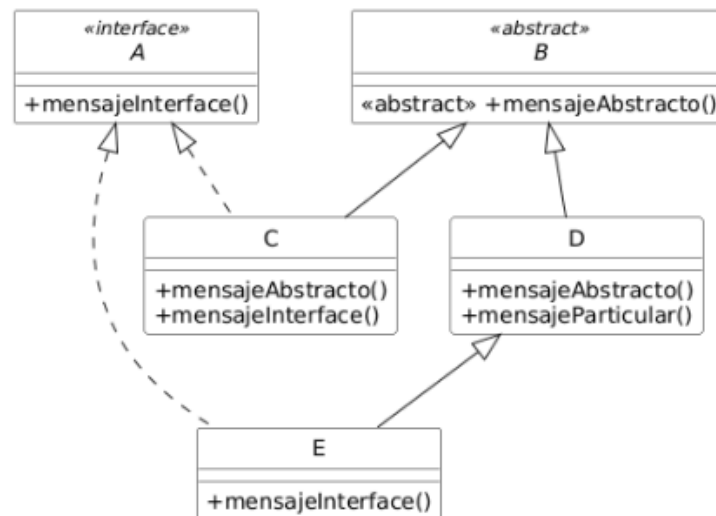 «interface»
A
+mensajeInterface()
«abstract»
B
«abstract» +mensajeAbstracto()
C
+mensajeAbstracto()
+mensajeInterface()
D
+mensajeAbstracto()
+mensajeParticular()
E
+mensajeInterface()